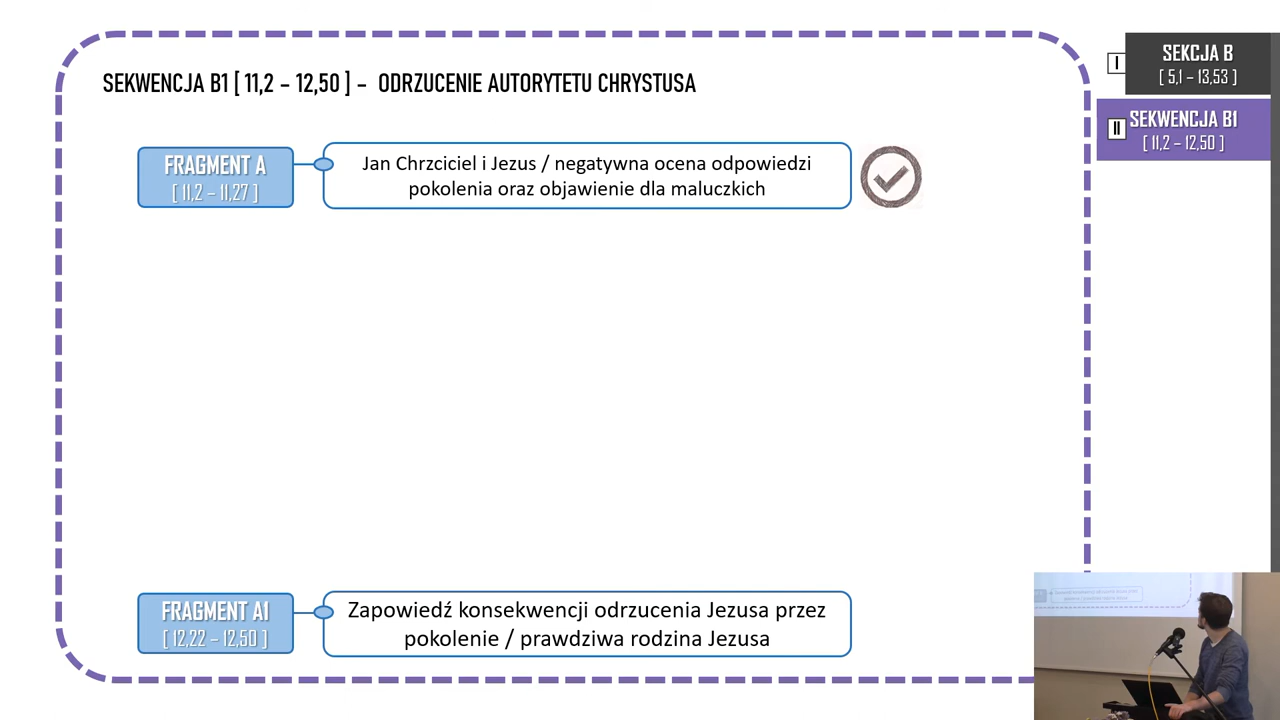 SEKWENCJA B1 [ 11,2 – 12,50 ] – ODRZUCENIE AUTORYTETU CHRYSTUSA
FRAGMENT A
[ 11,2 – 11,27 ]
Jan Chrzciciel i Jezus / negatywna ocena odpowiedzi
pokolenia oraz objawienie dla maluczkich
FRAGMENT A1
[ 12,22 – 12,50 ]
Zapowiedź konsekwencji odrzucenia Jezusa przez
pokolenie / prawdziwa rodzina Jezusa
I
SEKCJA B
[ 5,1 – 13,53 ]
II
SEKWENCJA B1
[ 11,2 – 12,50 ]